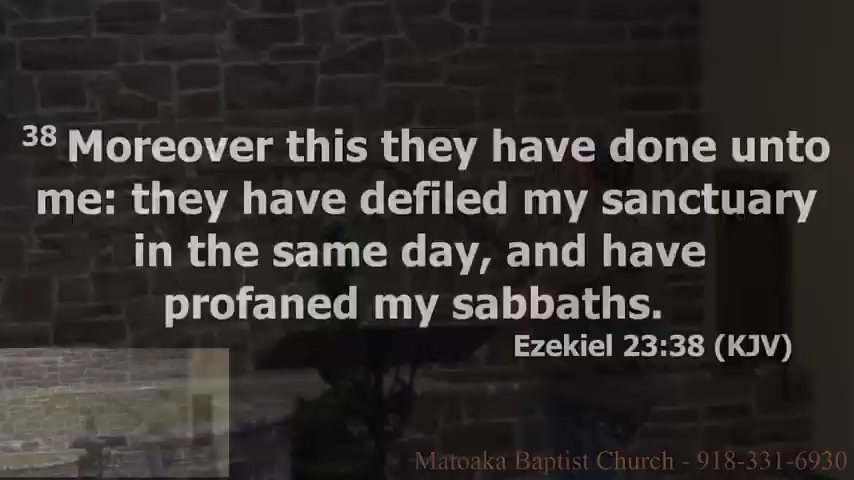 38 Moreover this they have done unto
me: they have defiled my sanctuary
in the same day, and have
profaned my sabbaths.
Ezekiel 23:38 (KJV)
Matoaka Baptist Church - 918-331-6930